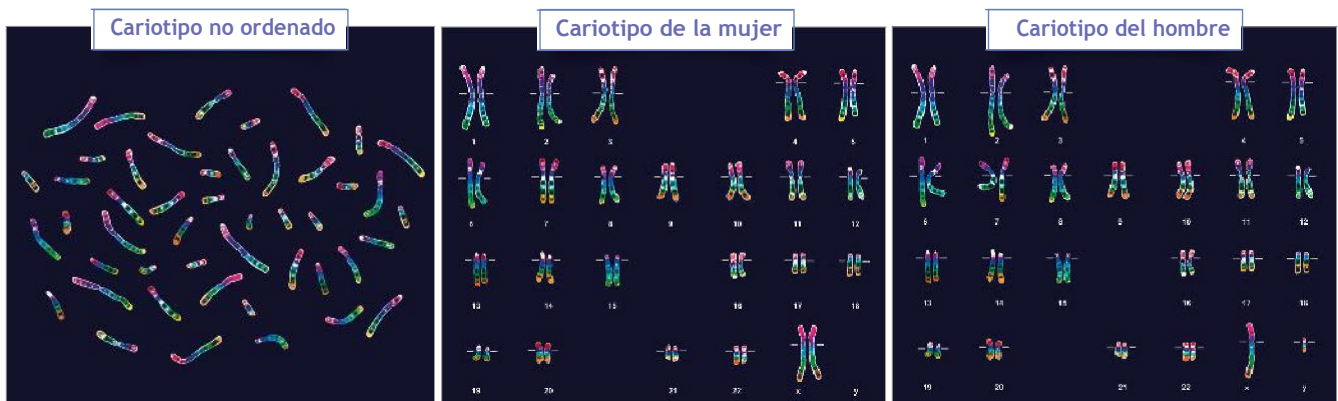 Cariotipo no ordenado
Cariotipo de la mujer
1 2 3 4 5
6 7 8 9 10 11 12
13 14 15 16 17 18
19 20 21 22 x y
Cariotipo del hombre
1 2 3 4 5
6 7 8 9 10 11 12
13 14 15 16 17 18
19 20 21 22 x y